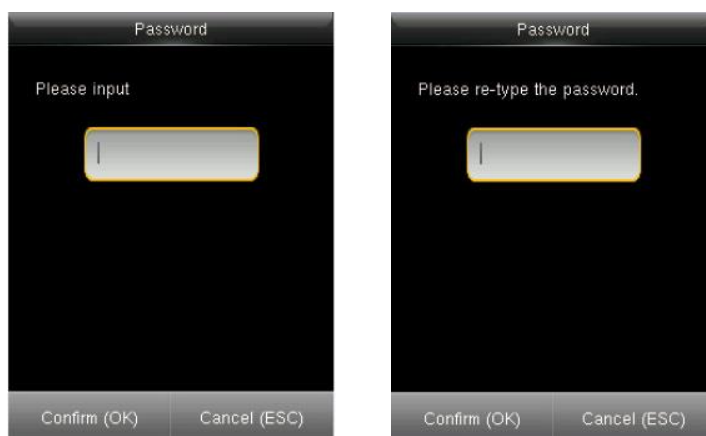 Password
Please input
Confirm (OK) Cancel (ESC)
Password
Please re-type the password.
Confirm (OK) Cancel (ESC)